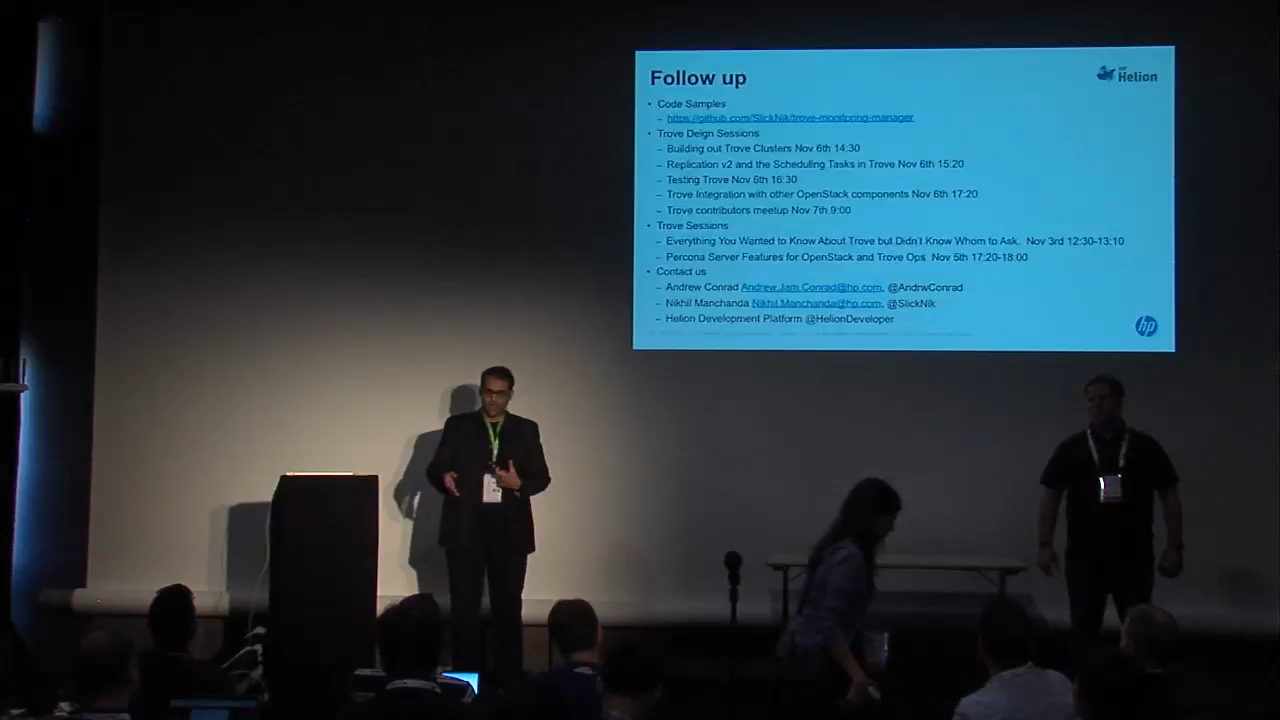 Follow up
HP
Helion
• Code Samples
– https://github.com/SlickNik/trove-monitoring-manager
• Trove Deign Sessions
– Building out Trove Clusters Nov 6th 14:30
– Replication v2 and the Scheduling Tasks in Trove Nov 6th 15:20
– Testing Trove Nov 6th 16:30
– Trove Integration with other OpenStack components Nov 6th 17:20
– Trove contributors meetup Nov 7th 9:00
• Trove Sessions
– Everything You Wanted to Know About Trove but Didn't Know Whom to Ask. Nov 3rd 12:30-13:10
– Percona Server Features for OpenStack and Trove Ops Nov 5th 17:20-18:00
• Contact us
– Andrew Conrad Andrew.Jam.Conrad@hp.com, @AndrwConrad
– Nikhil Manchanda Nikhil.Manchanda@hp.com, @SlickNik
– Helion Development Platform @HelionDeveloper
hp